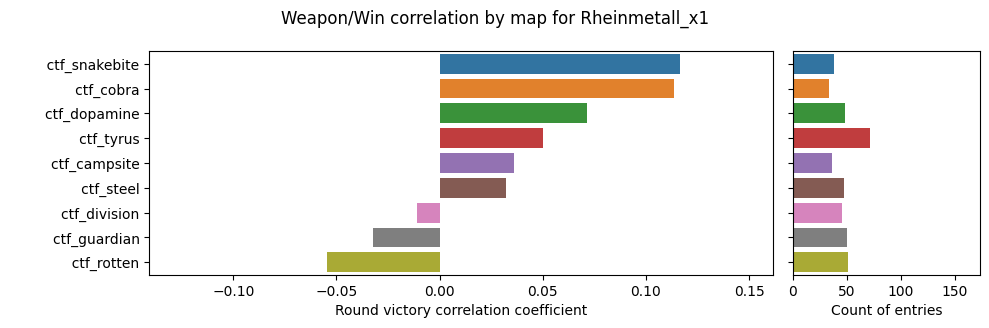 Weapon/Win correlation by map for Rheinmetall_x1
ctf_snakebite
ctf_cobra
ctf_dopamine
ctf_tyrus
ctf_campsite
ctf_steel
ctf_division
ctf_guardian
ctf_rotten
−0.10 −0.05 0.00 0.05 0.10 0.15
Round victory correlation coefficient
0 50 100 150
Count of entries